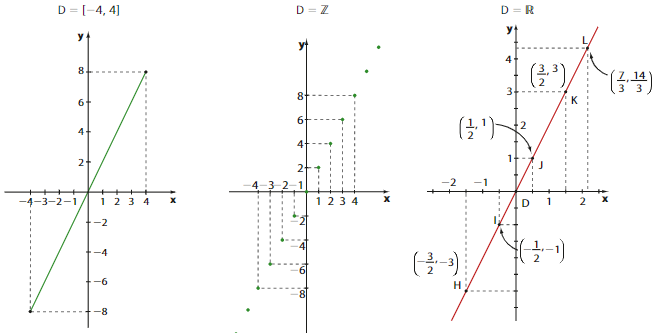 D = [−4, 4]
y
8
6
4
2
−4−3−2−1
1 2 3 4
x
−2
−4
−6
−8
D = ℤ
y
8
6
4
2
−4−3−2−1
1 2 3 4
x
−2
−4
−6
−8
D = ℝ
y
L
4
(3/2, 3)
(7/3, 14/3)
3
K
(1/2, 1)
2
1
J
−2
−1
D
1
2
x
I
(−1/2, −1)
(−3/2, −3)
H